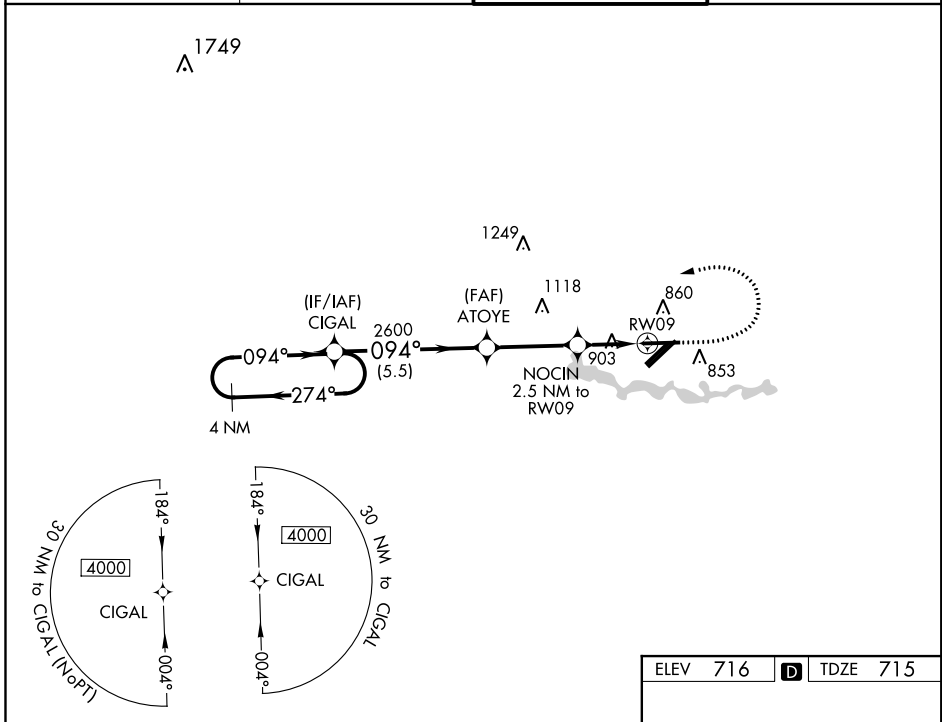 1749
1249
1118
860
(IF/IAF)
CIGAL
(FAF)
ATOYE
RW09
2600
094°
094°
(5.5)
903
853
274°
NOCIN
2.5 NM to
RW09
4 NM
184°
184°
4000
4000
CIGAL
CIGAL
004°
004°
30 NM to CIGAL (NoPT)
30 NM to CIGAL
ELEV 716 D TDZE 715